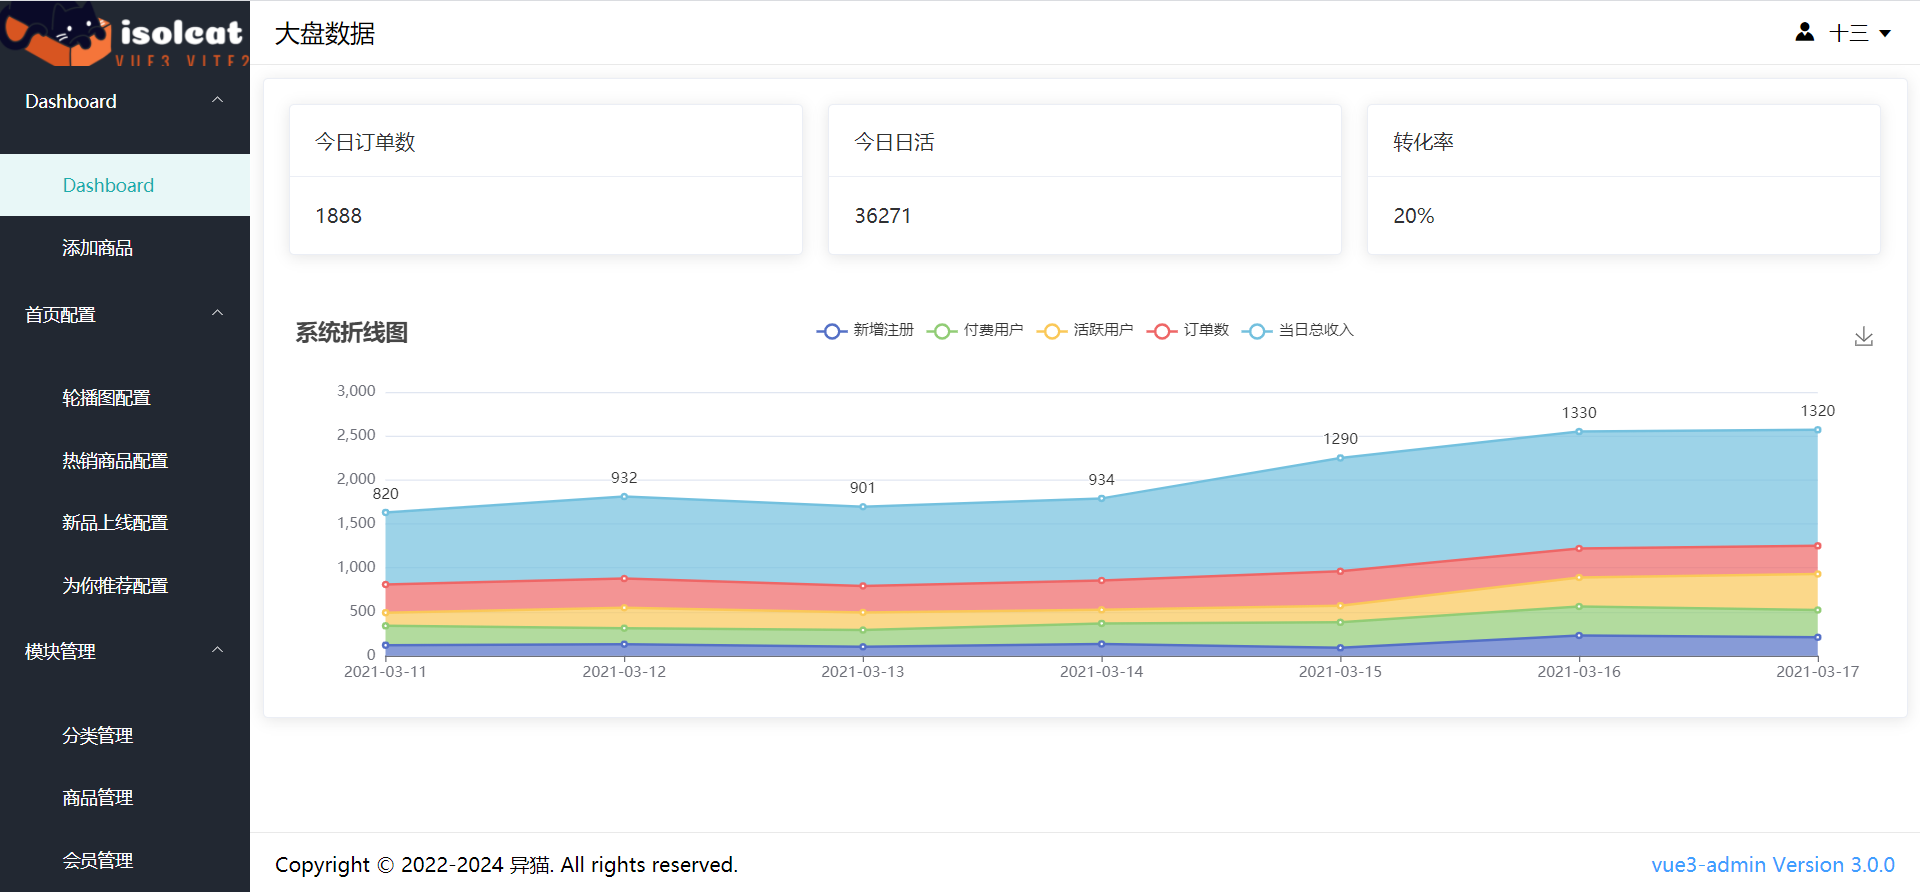 isolcat
VUE3 VITE2
Dashboard
Dashboard
添加商品
首页配置
轮播图配置
热销商品配置
新品上线配置
为你推荐配置
模块管理
分类管理
商品管理
会员管理
大盘数据
十三
今日订单数
1888
今日日活
36271
转化率
20%
系统折线图
新增注册 付费用户 活跃用户 订单数 当日总收入
3,000
2,500
2,000
1,500
1,000
500
0
820 932 901 934 1290 1330 1320
2021-03-11 2021-03-12 2021-03-13 2021-03-14 2021-03-15 2021-03-16 2021-03-17
Copyright © 2022-2024 异猫. All rights reserved.
vue3-admin Version 3.0.0